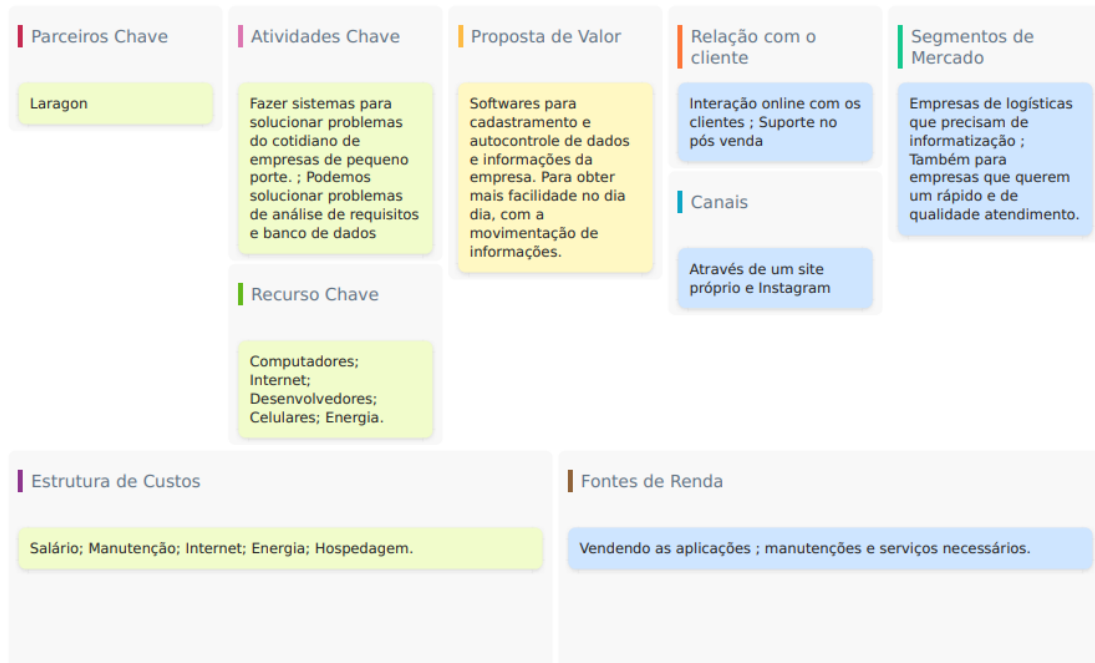 Parceiros Chave
Laragon
Atividades Chave
Fazer sistemas para
solucionar problemas
do cotidiano de
empresas de pequeno
porte. ; Podemos
solucionar problemas
de análise de requisitos
e banco de dados
Recurso Chave
Computadores;
Internet;
Desenvolvedores;
Celulares; Energia.
Proposta de Valor
Softwares para
cadastramento e
autocontrole de dados
e informações da
empresa. Para obter
mais facilidade no dia
dia, com a
movimentação de
informações.
Relação com o
cliente
Interação online com os
clientes ; Suporte no
pós venda
Canais
Através de um site
próprio e Instagram
Segmentos de
Mercado
Empresas de logísticas
que precisam de
informatização ;
Também para
empresas que querem
um rápido e de
qualidade atendimento.
Estrutura de Custos
Salário; Manutenção; Internet; Energia; Hospedagem.
Fontes de Renda
Vendendo as aplicações ; manutenções e serviços necessários.